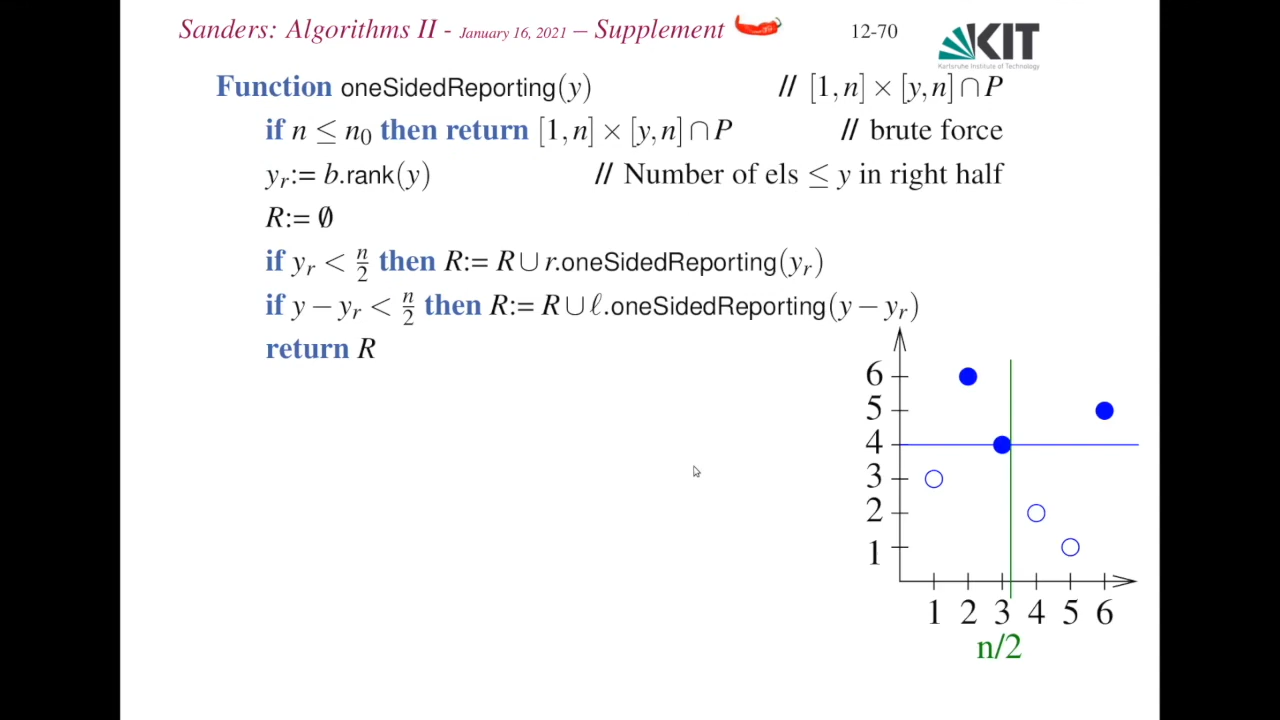 Sanders: Algorithms II - January 16, 2021 – Supplement 12-70
KIT
Karlsruhe Institute of Technology
Function oneSidedReporting(y) // [1,n] × [y,n] ∩ P
if n ≤ n₀ then return [1,n] × [y,n] ∩ P // brute force
yᵣ := b.rank(y) // Number of els ≤ y in right half
R := ∅
if yᵣ < n/2 then R := R ∪ r.oneSidedReporting(yᵣ)
if y − yᵣ < n/2 then R := R ∪ ℓ.oneSidedReporting(y − yᵣ)
return R
6
5
4
3
2
1
1 2 3 4 5 6
n/2